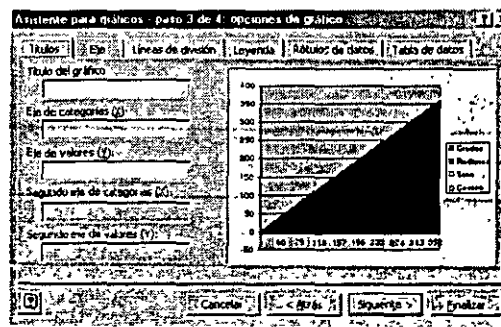 Asistente para gráficos - paso 3 de 4: opciones de gráfico
Títulos Eje Líneas de división Leyenda Rótulos de datos Tabla de datos
Título del gráfico
Eje de categorías (X):
Eje de valores (Y):
Segundo eje de categorías (X):
Segundo eje de valores (Y):
400
350
300
250
200
150
100
50
0
-50
Grados
Radianes
Seno
Coseno
Cancelar < Atrás Siguiente > Finalizar